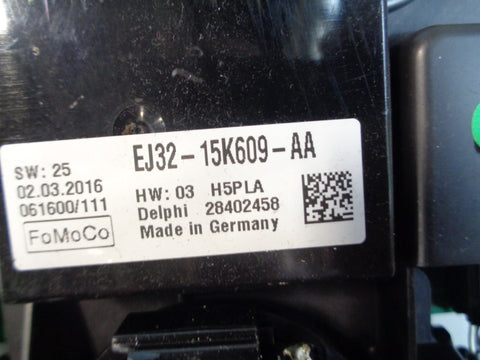 EJ32-15K609-AA
SW: 25
02.03.2016
061600/111
FoMoCo
HW: 03 H5PLA
Delphi 28402458
Made in Germany